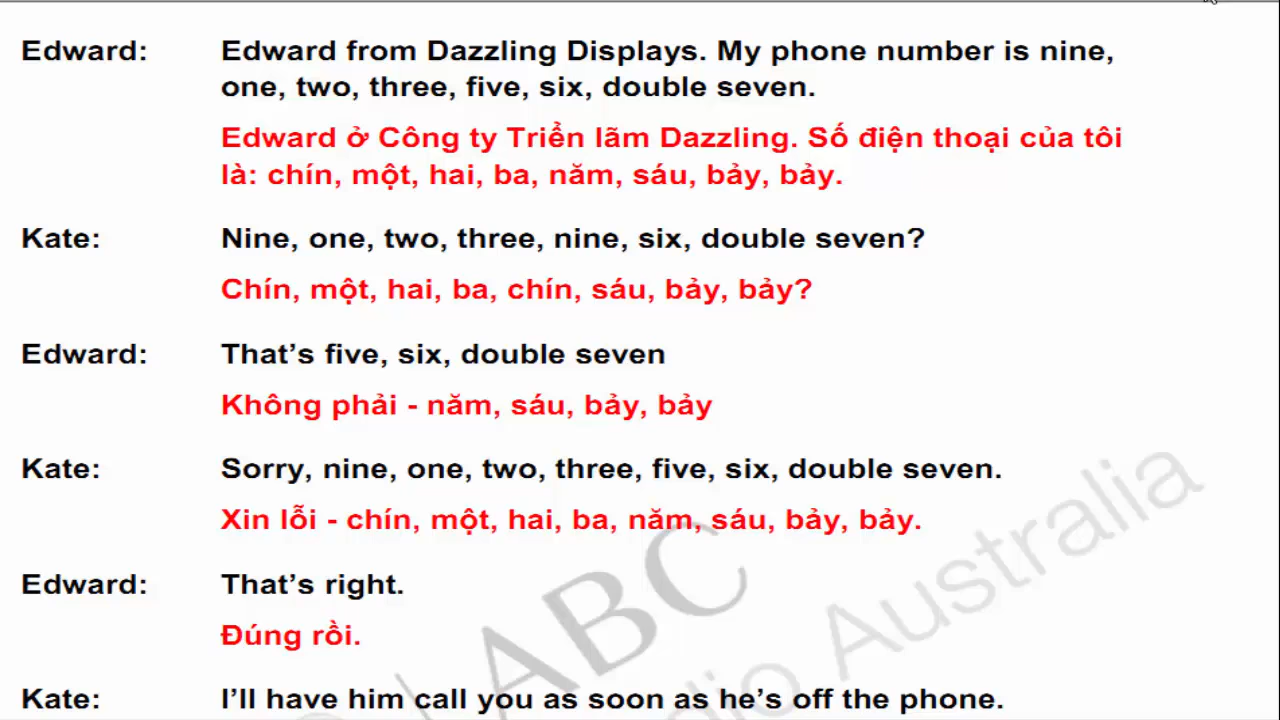 Edward: Edward from Dazzling Displays. My phone number is nine,
one, two, three, five, six, double seven.
Edward ở Công ty Triển lãm Dazzling. Số điện thoại của tôi
là: chín, một, hai, ba, năm, sáu, bảy, bảy.
Kate: Nine, one, two, three, nine, six, double seven?
Chín, một, hai, ba, chín, sáu, bảy, bảy?
Edward: That’s five, six, double seven
Không phải - năm, sáu, bảy, bảy
Kate: Sorry, nine, one, two, three, five, six, double seven.
Xin lỗi - chín, một, hai, ba, năm, sáu, bảy, bảy.
Edward: That’s right.
Đúng rồi.
Kate: I’ll have him call you as soon as he’s off the phone.
ABC
Australia